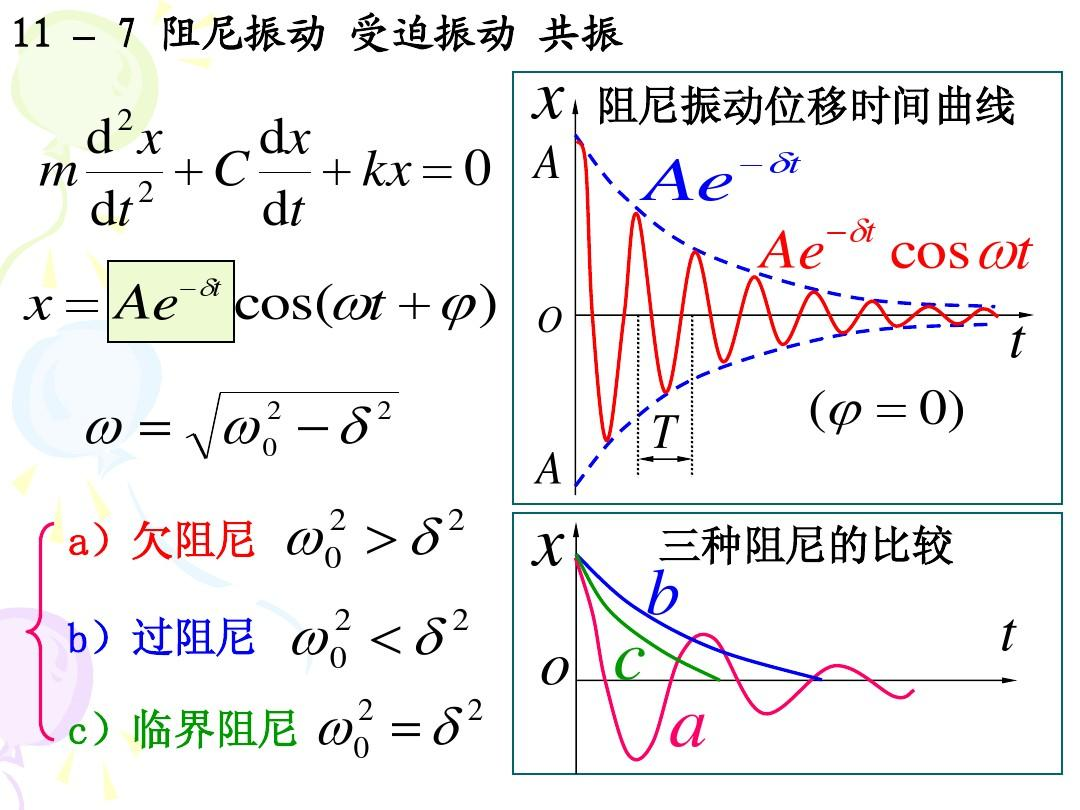 11 – 7 阻尼振动 受迫振动 共振
m d²x/dt² + C dx/dt + kx = 0
x = Ae^{−δt} cos(ωt + φ)
ω = √(ω₀² − δ²)
a）欠阻尼 ω₀² > δ²
b）过阻尼 ω₀² < δ²
c）临界阻尼 ω₀² = δ²
x 阻尼振动位移时间曲线
A
Ae^{−δt}
Ae^{−δt} cos ωt
O
t
(φ = 0)
T
A
x 三种阻尼的比较
b
t
o
c
a